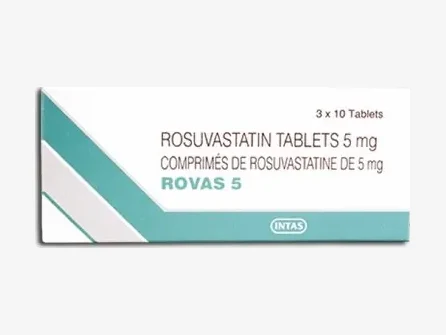 3 x 10 Tablets
ROSUVASTATIN TABLETS 5 mg
COMPRIMÉS DE ROSUVASTATINE DE 5 mg
ROVAS 5
INTAS